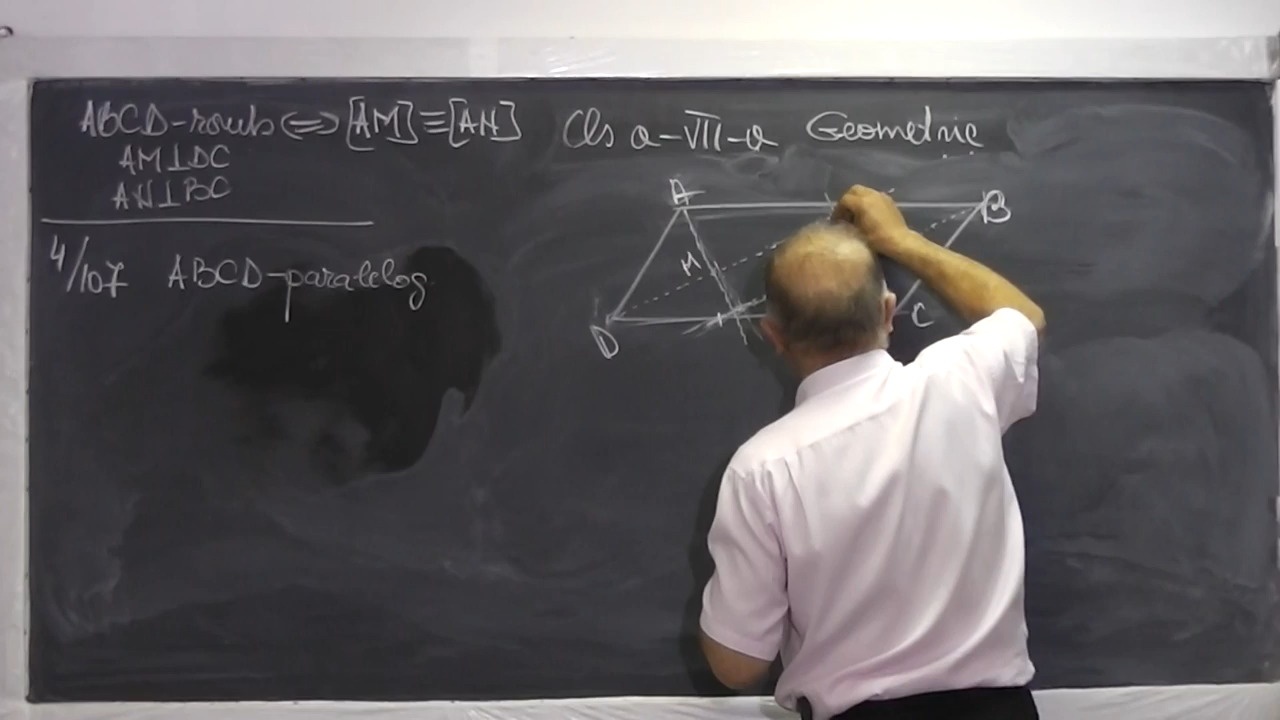 ABCD-romb ⇔ [AM] ≡ [AN]
Cls a-VII-a Geometrie
AM⊥DC
AN⊥BC
4/107 ABCD-paralelog.
A
B
M
D
C